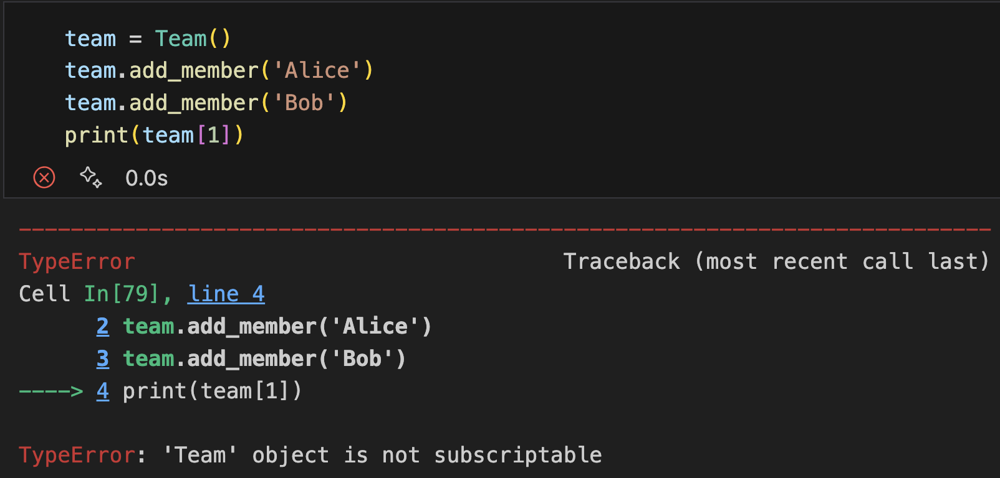 team = Team()
team.add_member('Alice')
team.add_member('Bob')
print(team[1])
0.0s
---------------------------------------------------------------------------
TypeError                                 Traceback (most recent call last)
Cell In[79], line 4
      2 team.add_member('Alice')
      3 team.add_member('Bob')
----> 4 print(team[1])
TypeError: 'Team' object is not subscriptable